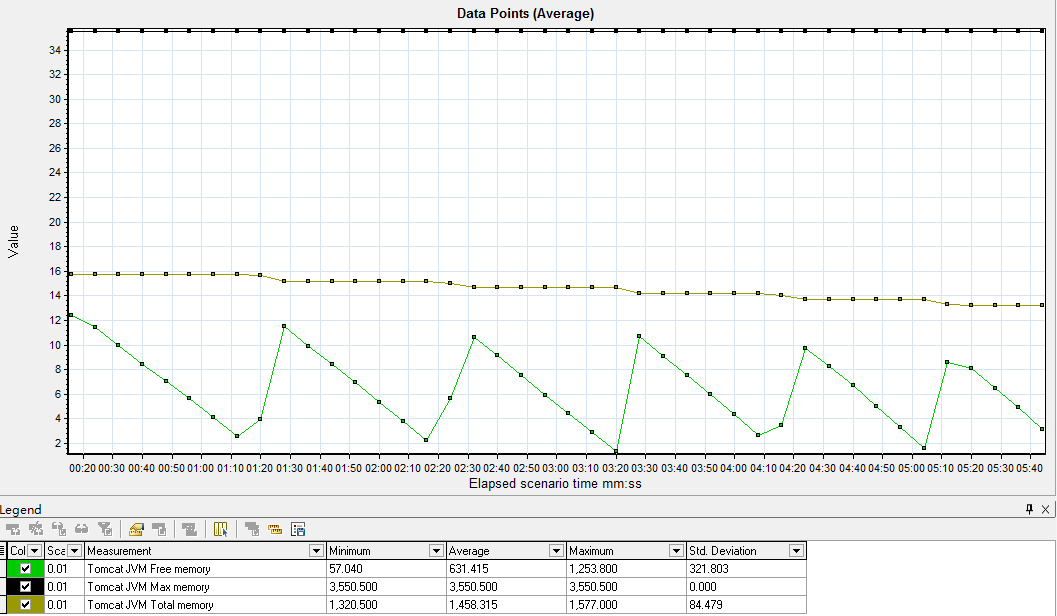 Data Points (Average)
34
32
30
28
26
24
22
20
18
16
14
12
10
8
6
4
2
Value
00:20 00:30 00:40 00:50 01:00 01:10 01:20 01:30 01:40 01:50 02:00 02:10 02:20 02:30 02:40 02:50 03:00 03:10 03:20 03:30 03:40 03:50 04:00 04:10 04:20 04:30 04:40 04:50 05:00 05:10 05:20 05:30 05:40
Elapsed scenario time mm:ss
Legend
Col Sca Measurement Minimum Average Maximum Std. Deviation
0.01 Tomcat JVM Free memory 57.040 631.415 1,253.800 321.803
0.01 Tomcat JVM Max memory 3,550.500 3,550.500 3,550.500 0.000
0.01 Tomcat JVM Total memory 1,320.500 1,458.315 1,577.000 84.479